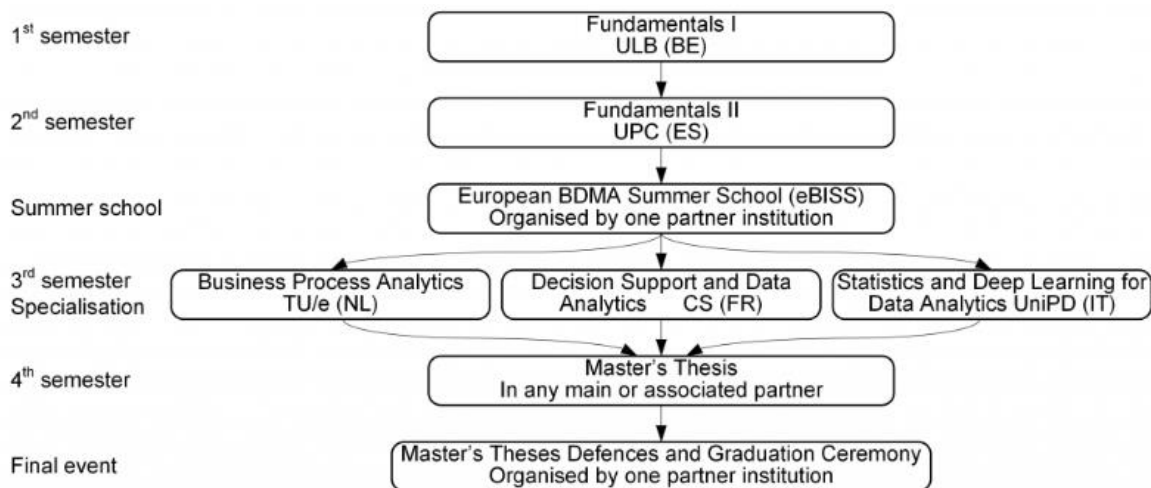 1st semester
Fundamentals I
ULB (BE)
2nd semester
Fundamentals II
UPC (ES)
Summer school
European BDMA Summer School (eBISS)
Organised by one partner institution
3rd semester
Specialisation
Business Process Analytics
TU/e (NL)
Decision Support and Data
Analytics CS (FR)
Statistics and Deep Learning for
Data Analytics UniPD (IT)
4th semester
Master's Thesis
In any main or associated partner
Final event
Master's Theses Defences and Graduation Ceremony
Organised by one partner institution